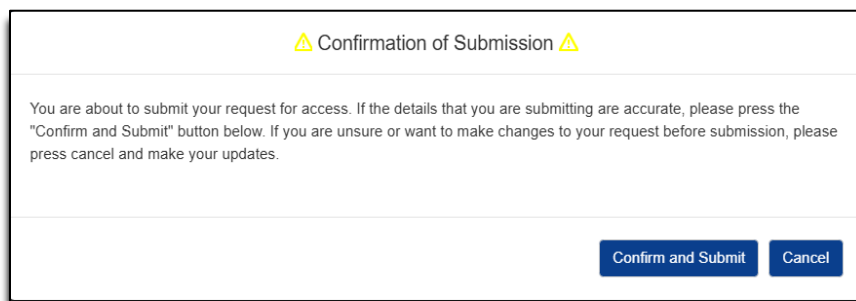 Confirmation of Submission
You are about to submit your request for access. If the details that you are submitting are accurate, please press the
"Confirm and Submit" button below. If you are unsure or want to make changes to your request before submission, please
press cancel and make your updates.
Confirm and Submit Cancel